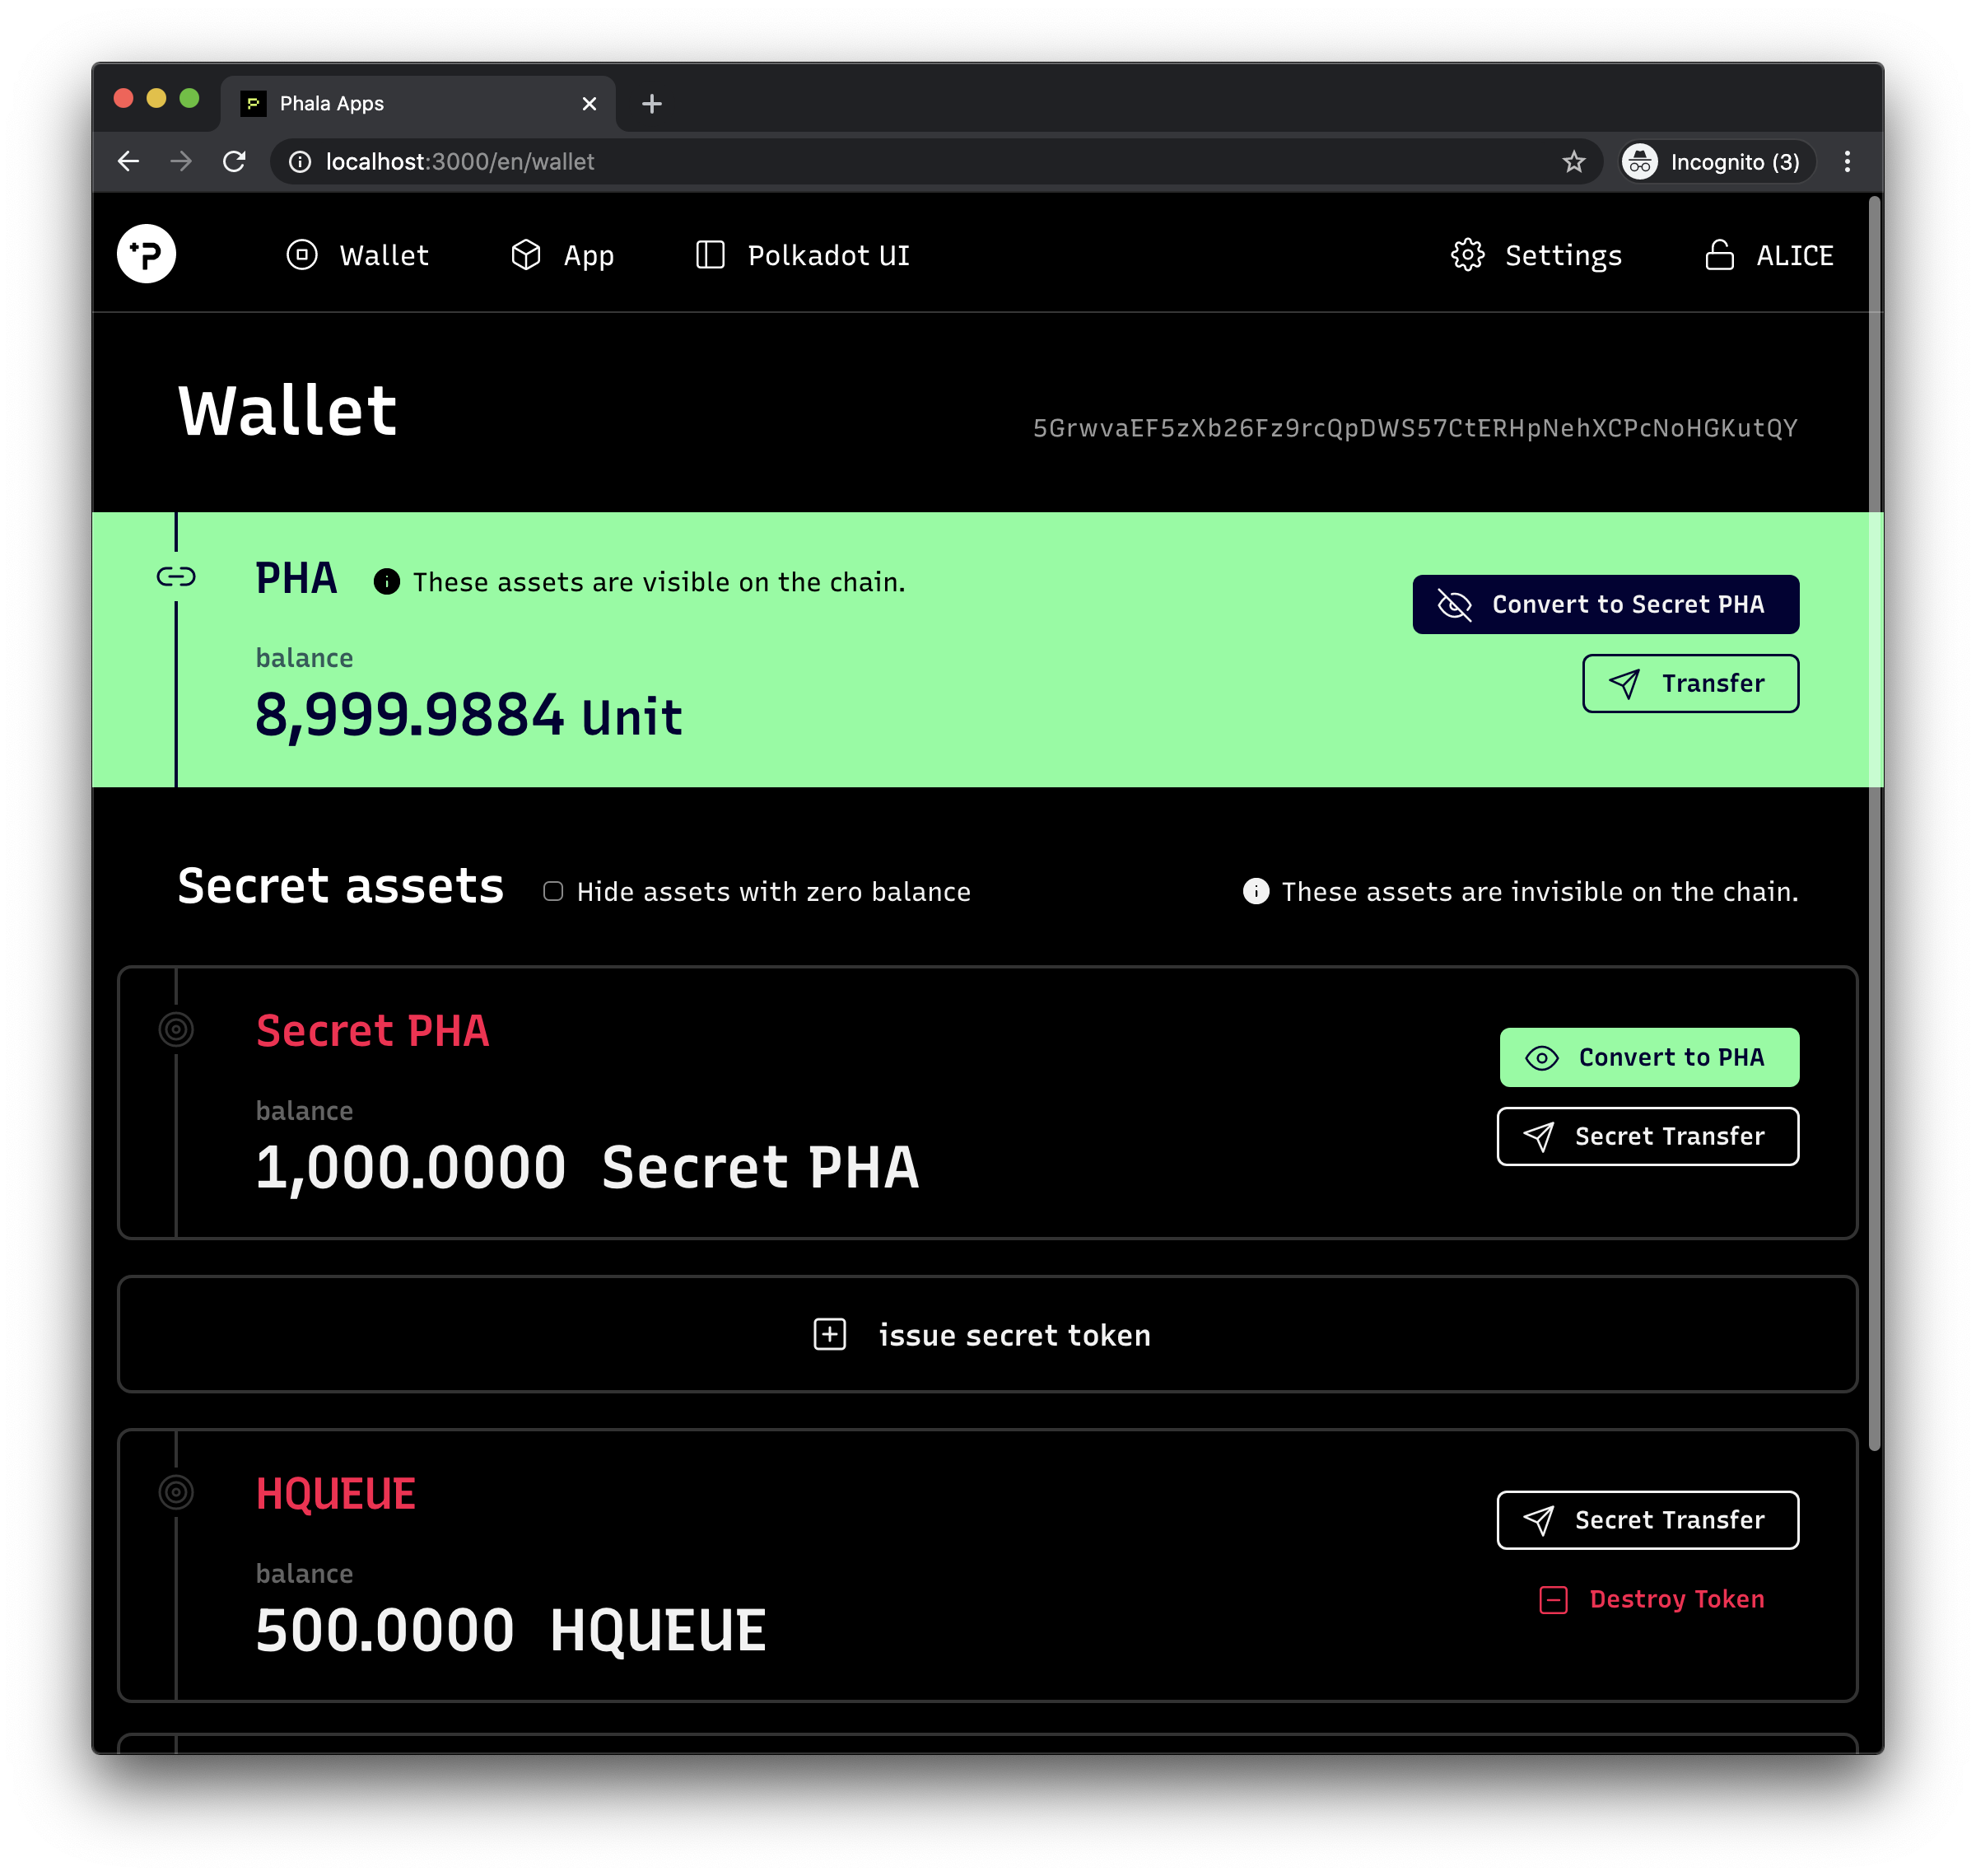 Phala Apps
localhost:3000/en/wallet
Incognito (3)
Wallet
App
Polkadot UI
Settings
ALICE
Wallet
5GrwvaEF5zXb26Fz9rcQpDWS57CtERHpNehXCPcNoHGKutQY
PHA
These assets are visible on the chain.
Convert to Secret PHA
balance
Transfer
8,999.9884 Unit
Secret assets
Hide assets with zero balance
These assets are invisible on the chain.
Secret PHA
Convert to PHA
balance
Secret Transfer
1,000.0000 Secret PHA
issue secret token
HQUEUE
Secret Transfer
balance
Destroy Token
500.0000 HQUEUE